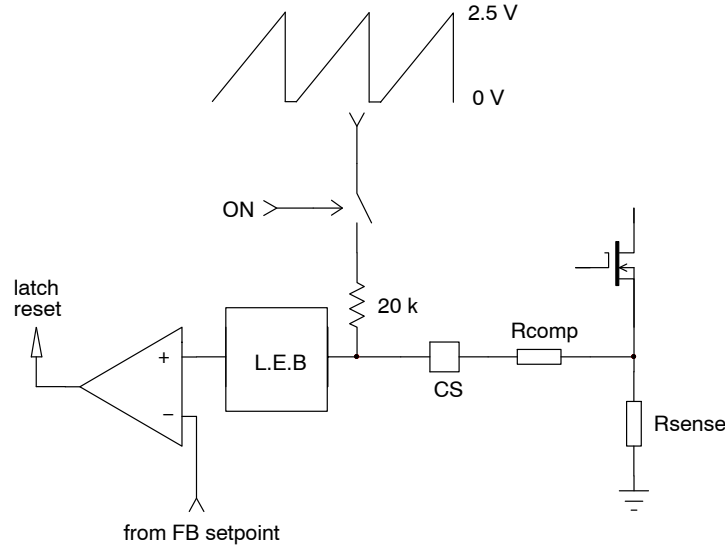 2.5 V
0 V
ON
latch
reset
20 k
Rcomp
+
L.E.B
CS
−
Rsense
from FB setpoint